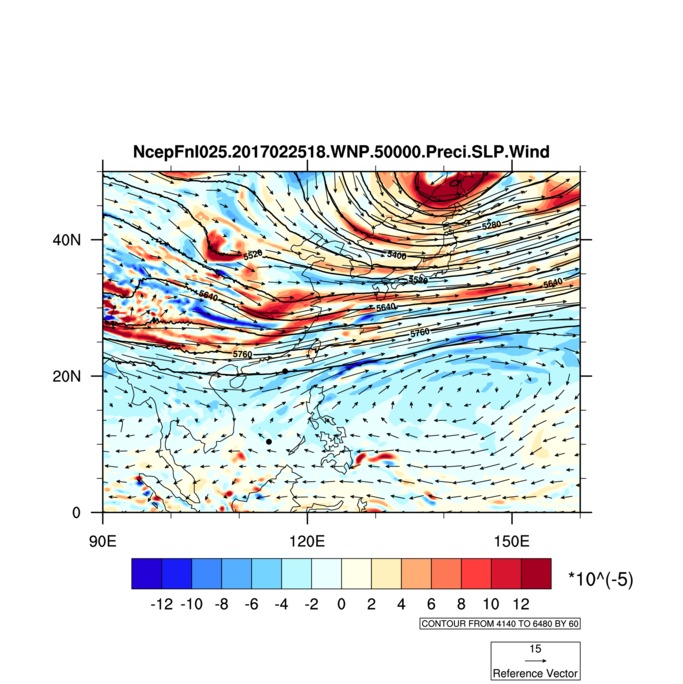 NcepFnl025.2017022518.WNP.50000.Preci.SLP.Wind
5280
40N
5520
5400
5520
5640
5640
5640
5760
5760
20N
0
90E 120E 150E
-12 -10 -8 -6 -4 -2 0 2 4 6 8 10 12
*10^(-5)
CONTOUR FROM 4140 TO 6480 BY 60
15
Reference Vector